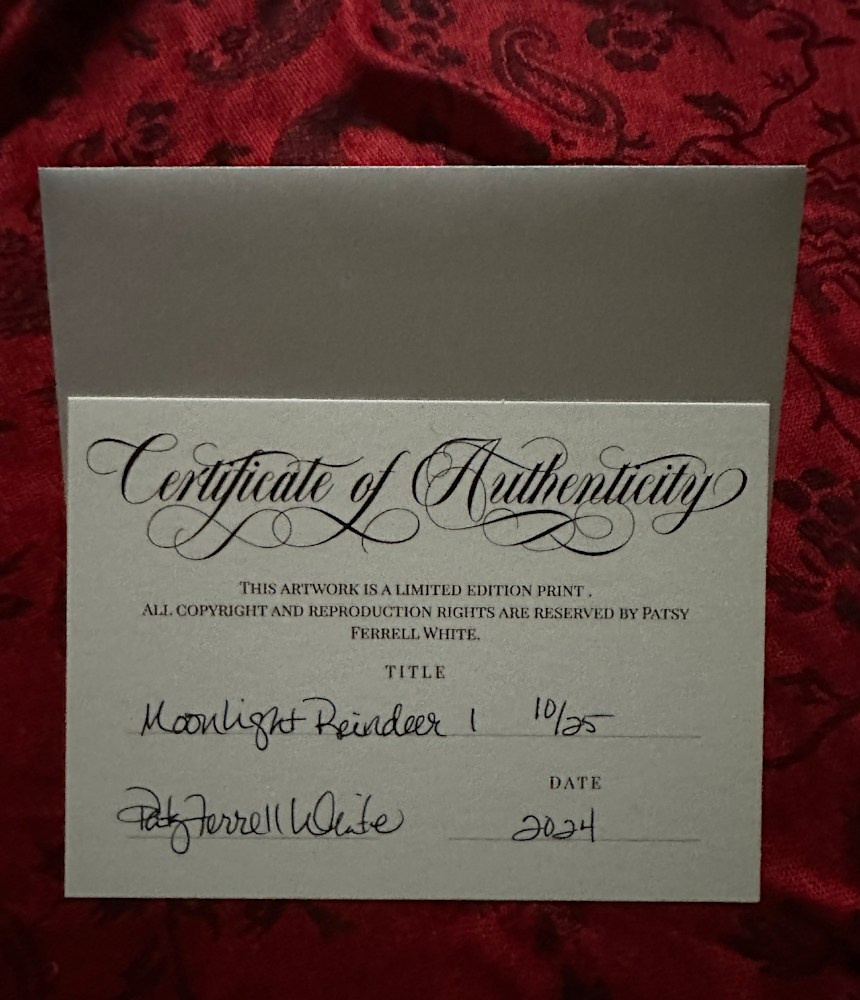 Certificate of Authenticity
THIS ARTWORK IS A LIMITED EDITION PRINT .
ALL COPYRIGHT AND REPRODUCTION RIGHTS ARE RESERVED BY PATSY
FERRELL WHITE.
TITLE
Moonlight Reindeer 1 10/25
DATE
Patsy Ferrell White 2024